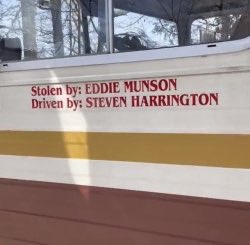 Stolen by: EDDIE MUNSON
Driven by: STEVEN HARRINGTON